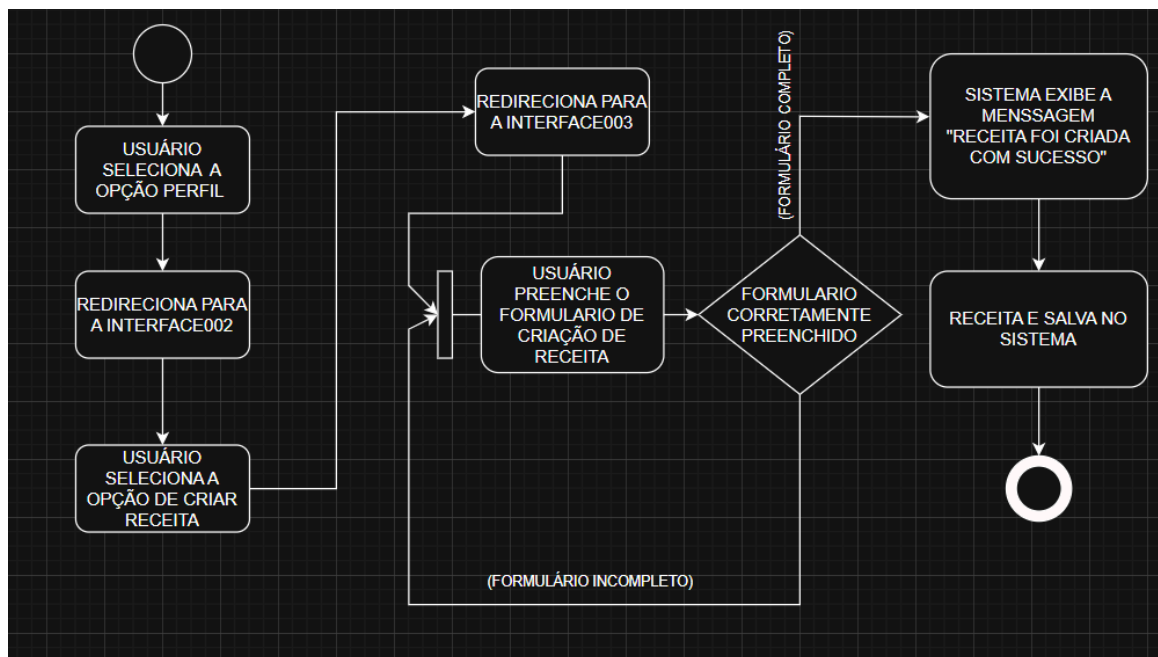 USUÁRIO
SELECIONA A
OPÇÃO PERFIL
REDIRECIONA PARA
A INTERFACE002
USUÁRIO
SELECIONA A
OPÇÃO DE CRIAR
RECEITA
REDIRECIONA PARA
A INTERFACE003
USUÁRIO
PREENCHE O
FORMULARIO DE
CRIAÇÃO DE
RECEITA
FORMULARIO
CORRETAMENTE
PREENCHIDO
(FORMULÁRIO INCOMPLETO)
(FORMULÁRIO COMPLETO)
SISTEMA EXIBE A
MENSSAGEM
"RECEITA FOI CRIADA
COM SUCESSO"
RECEITA E SALVA NO
SISTEMA